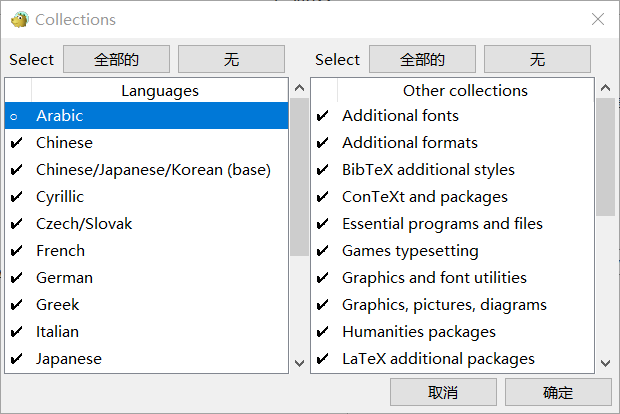 Collections
Select 全部的 无 Select 全部的 无
Languages
Arabic
Chinese
Chinese/Japanese/Korean (base)
Cyrillic
Czech/Slovak
French
German
Greek
Italian
Japanese
Other collections
Additional fonts
Additional formats
BibTeX additional styles
ConTeXt and packages
Essential programs and files
Games typesetting
Graphics and font utilities
Graphics, pictures, diagrams
Humanities packages
LaTeX additional packages
取消 确定